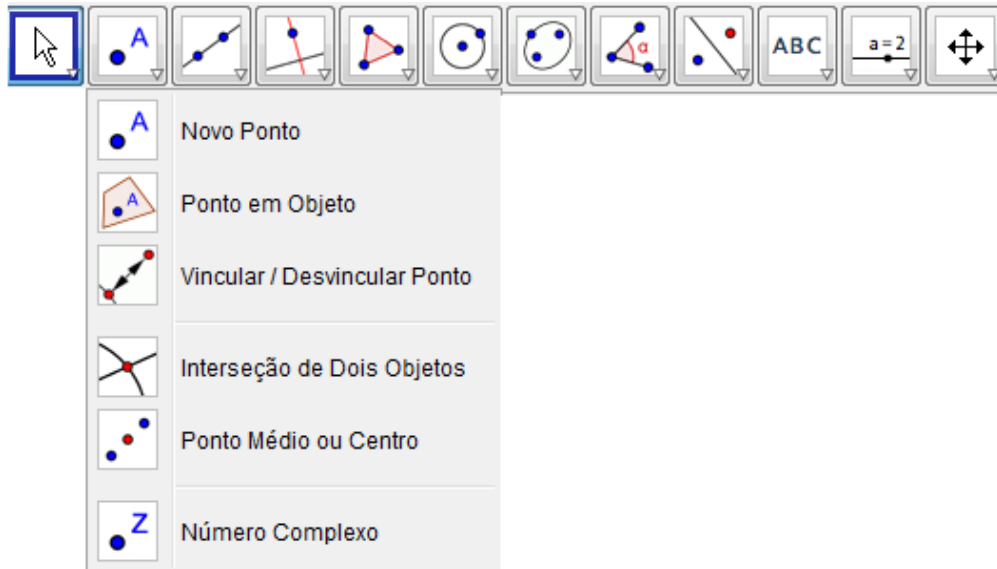 A α ABC a=2
A Novo Ponto
A Ponto em Objeto
Vincular / Desvincular Ponto
Interseção de Dois Objetos
Ponto Médio ou Centro
Z Número Complexo